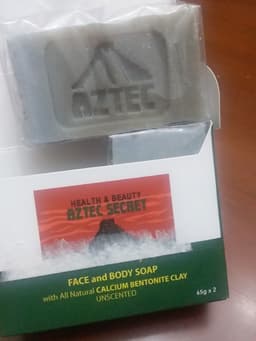 AZTEC
HEALTH & BEAUTY
AZTEC SECRET
FACE and BODY SOAP
with All Natural CALCIUM BENTONITE CLAY
UNSCENTED
65g x 2